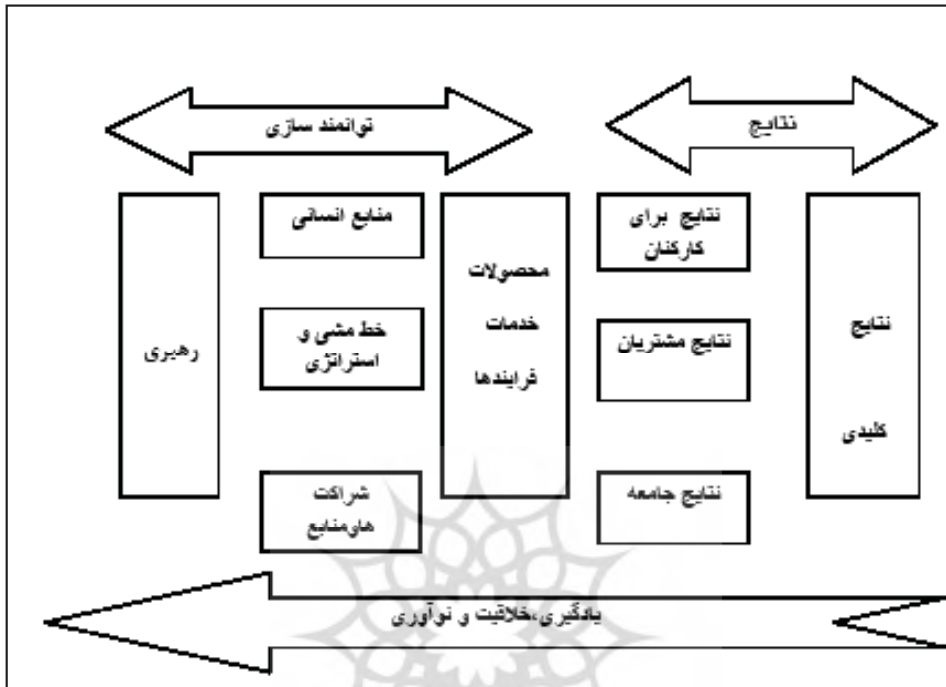 توانمند سازی
نتایج
رهبری
منابع انسانی
خط مشی و
استراتژی
شراکت
هاومنابع
محصولات
خدمات
فرایندها
نتایج برای
کارکنان
نتایج مشتریان
نتایج جامعه
نتایج
کلیدی
یادگیری،خلاقیت و نوآوری